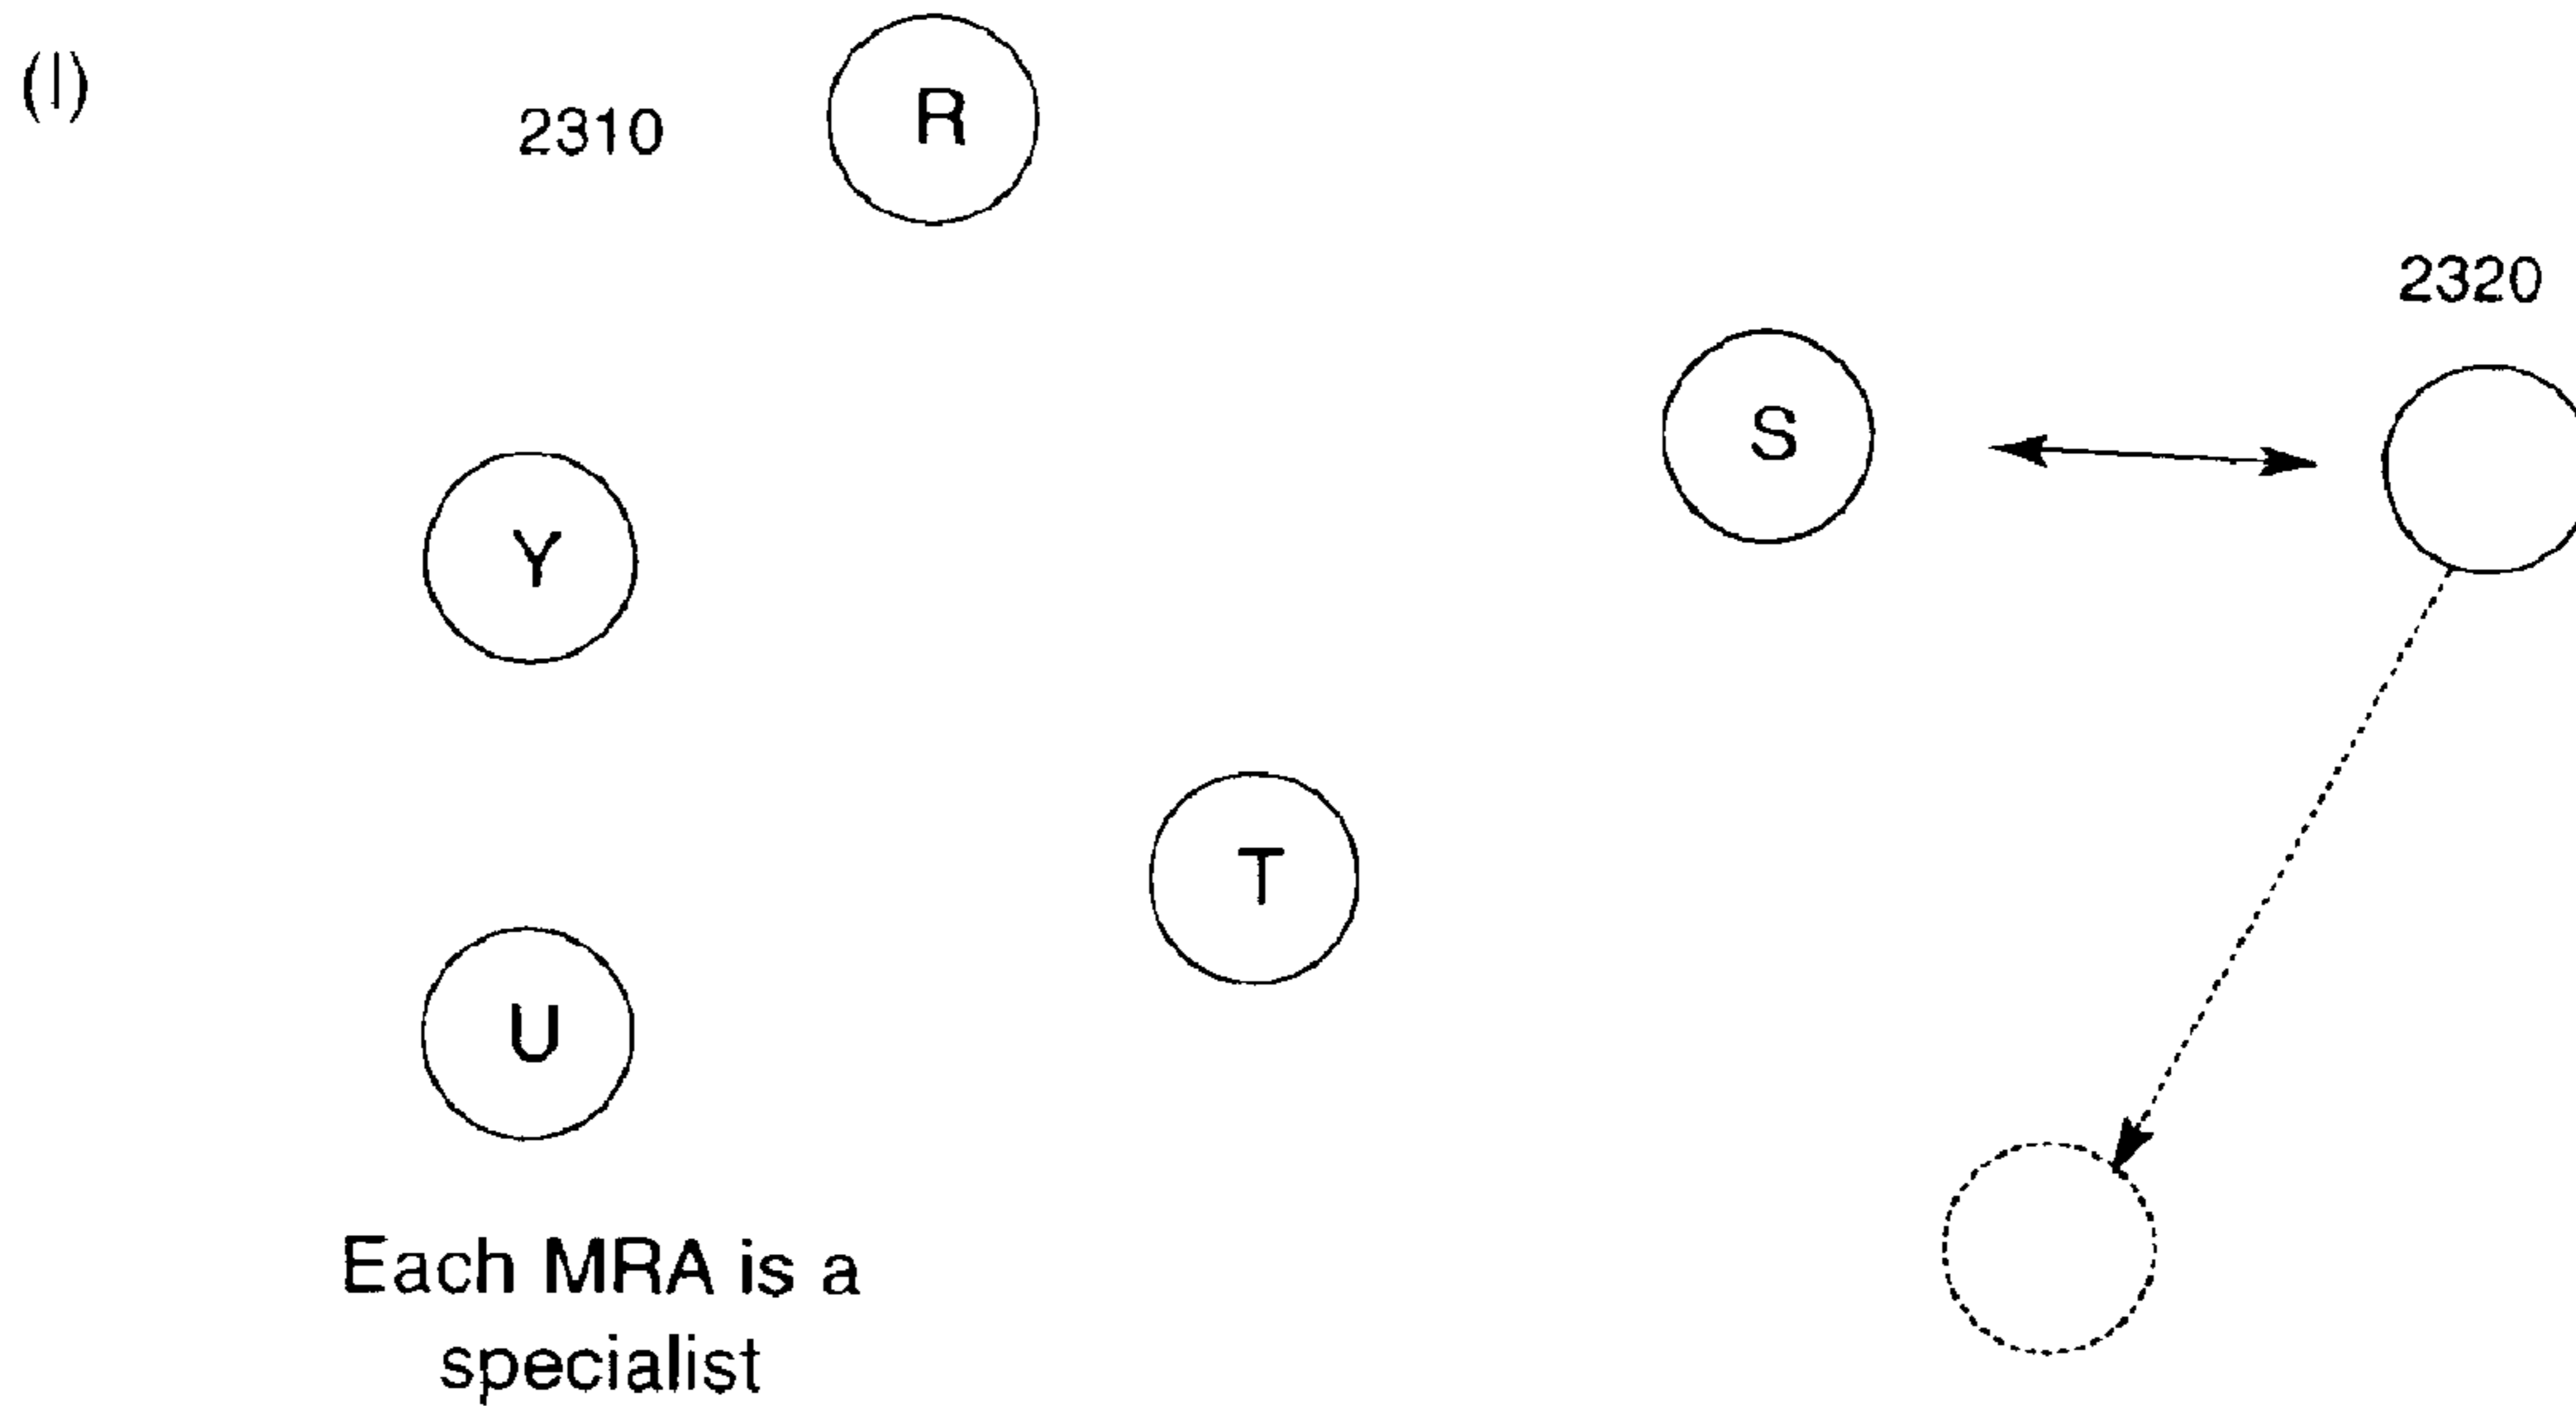 (I)
2310
R
2320
S
Y
T
U
Each MRA is a
specialist